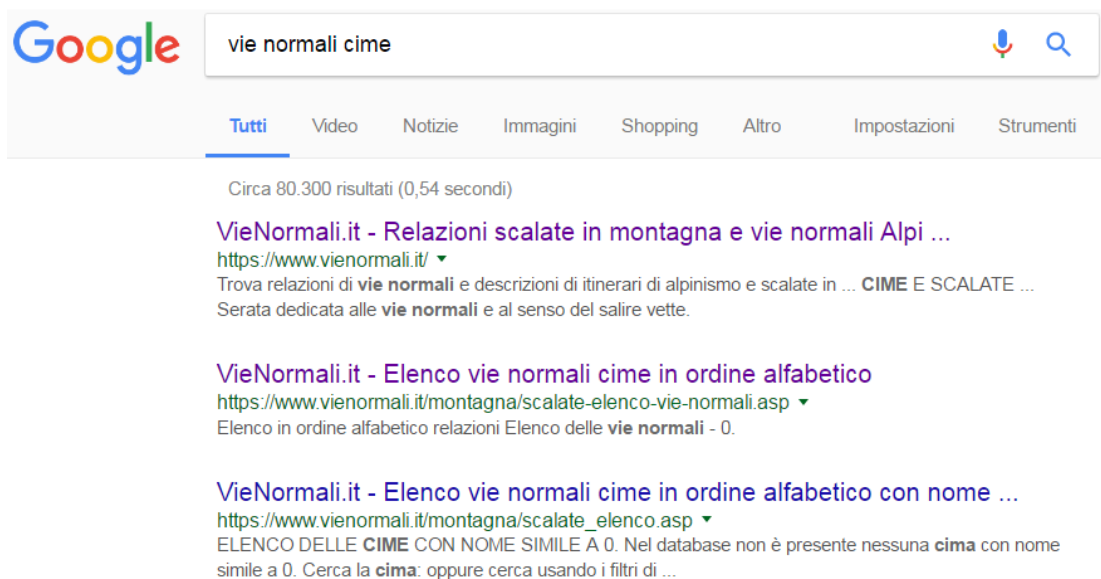 Google
vie normali cime
Tutti Video Notizie Immagini Shopping Altro Impostazioni Strumenti
Circa 80.300 risultati (0,54 secondi)
VieNormali.it - Relazioni scalate in montagna e vie normali Alpi ...
https://www.vienormali.it/
Trova relazioni di vie normali e descrizioni di itinerari di alpinismo e scalate in ... CIME E SCALATE ...
Serata dedicata alle vie normali e al senso del salire vette.
VieNormali.it - Elenco vie normali cime in ordine alfabetico
https://www.vienormali.it/montagna/scalate-elenco-vie-normali.asp
Elenco in ordine alfabetico relazioni Elenco delle vie normali - 0.
VieNormali.it - Elenco vie normali cime in ordine alfabetico con nome ...
https://www.vienormali.it/montagna/scalate_elenco.asp
ELENCO DELLE CIME CON NOME SIMILE A 0. Nel database non è presente nessuna cima con nome
simile a 0. Cerca la cima: oppure cerca usando i filtri di ...